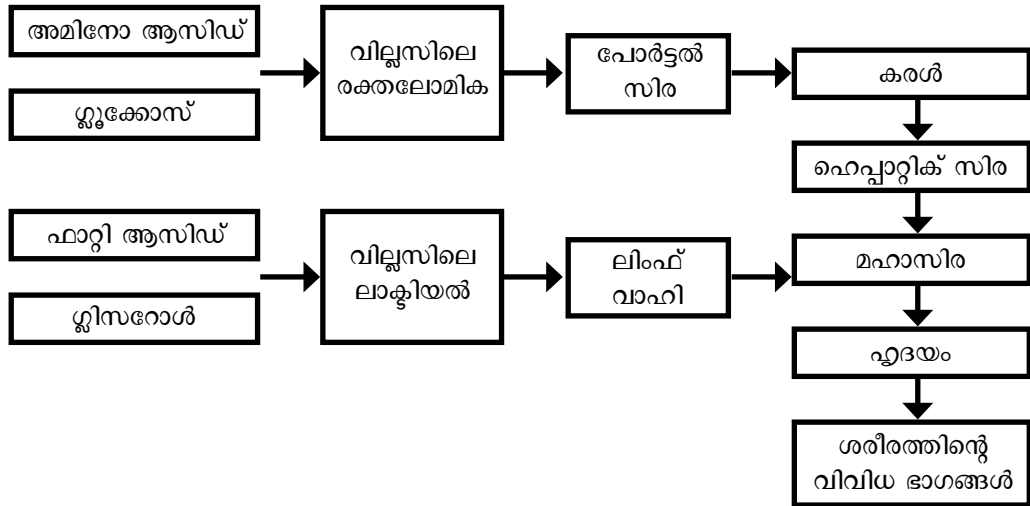 അമിനോ ആസിഡ്
ഗ്ലൂക്കോസ്
വില്ലസിലെ
രക്തലോമിക
പോർട്ടൽ
സിര
കരൾ
ഹെപ്പാറ്റിക് സിര
ഫാറ്റി ആസിഡ്
ഗ്ലിസറോൾ
വില്ലസിലെ
ലാക്ടിയൽ
ലിംഫ്
വാഹി
മഹാസിര
ഹൃദയം
ശരീരത്തിന്റെ
വിവിധ ഭാഗങ്ങൾ